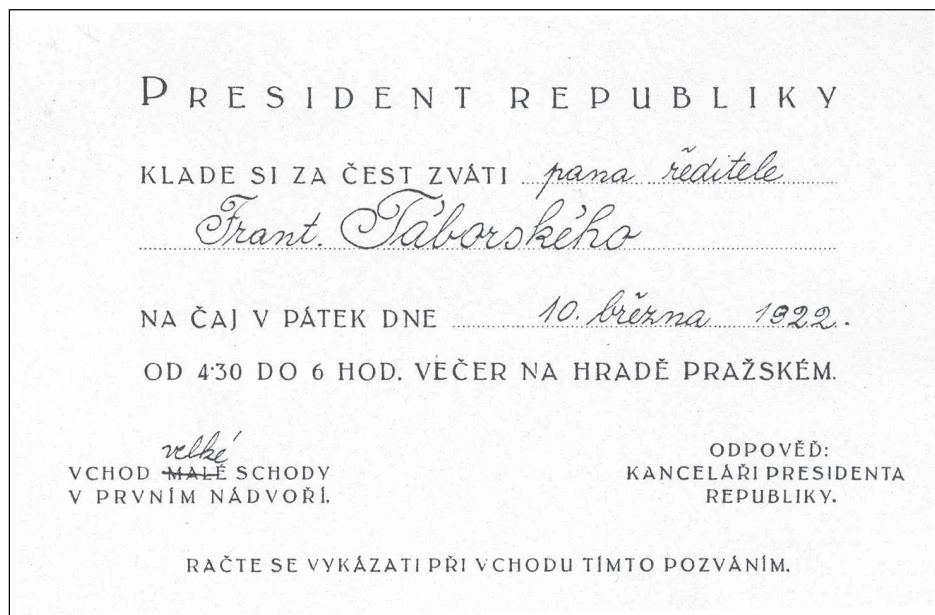 PRESIDENT REPUBLIKY
KLADE SI ZA ČEST ZVÁTI pana ředitele
Frant. Táborského
NA ČAJ V PÁTEK DNE 10. března 1922.
OD 4·30 DO 6 HOD. VEČER NA HRADĚ PRAŽSKÉM.
velké
VCHOD MALÉ SCHODY
V PRVNÍM NÁDVOŘÍ.
ODPOVĚĎ:
KANCELÁŘI PRESIDENTA
REPUBLIKY.
RAČTE SE VYKÁZATI PŘI VCHODU TÍMTO POZVÁNÍM.